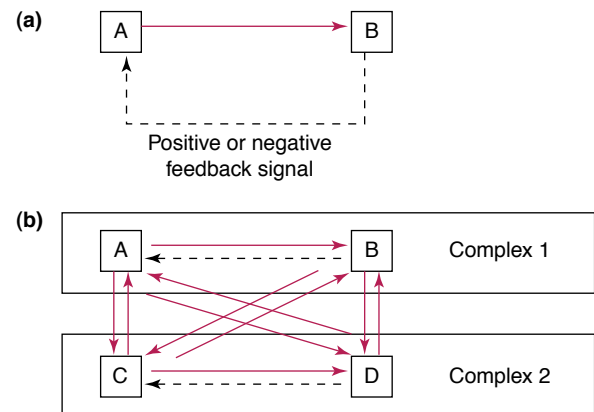 (a)
A
B
Positive or negative
feedback signal
(b)
A
B
Complex 1
C
D
Complex 2